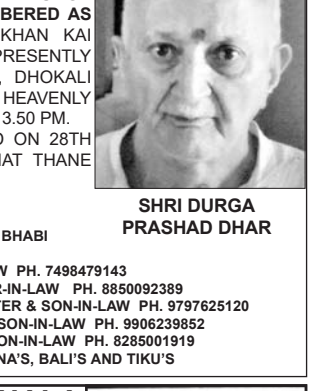 BERED AS
KHAN KAI
PRESENTLY
, DHOKALI
HEAVENLY
3.50 PM.
ON 28TH
HAT THANE
SHRI DURGA
PRASHAD DHAR
BHABI
W PH. 7498479143
R-IN-LAW PH. 8850092389
TER & SON-IN-LAW PH. 9797625120
SON-IN-LAW PH. 9906239852
ON-IN-LAW PH. 8285001919
NA'S, BALI'S AND TIKU'S